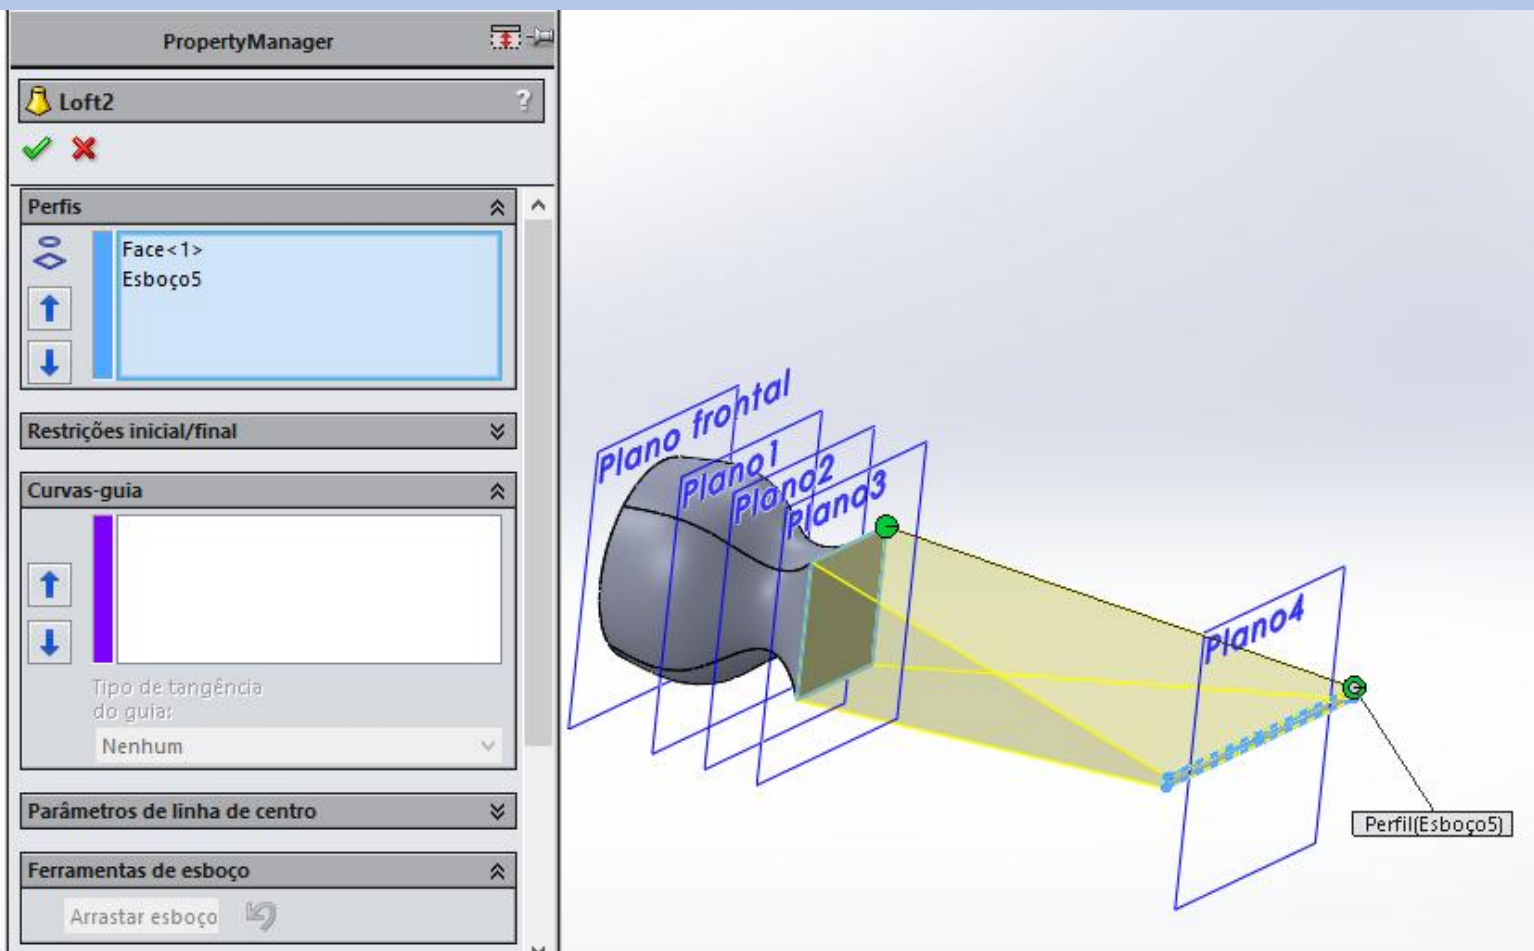 PropertyManager
Loft2
?
Perfis
Face<1>
Esboço5
Restrições inicial/final
Curvas-guia
Tipo de tangência
do guia:
Nenhum
Parâmetros de linha de centro
Ferramentas de esboço
Arrastar esboço
Plano frontal
Plano1
Plano2
Plano3
Plano4
Perfil(Esboço5)